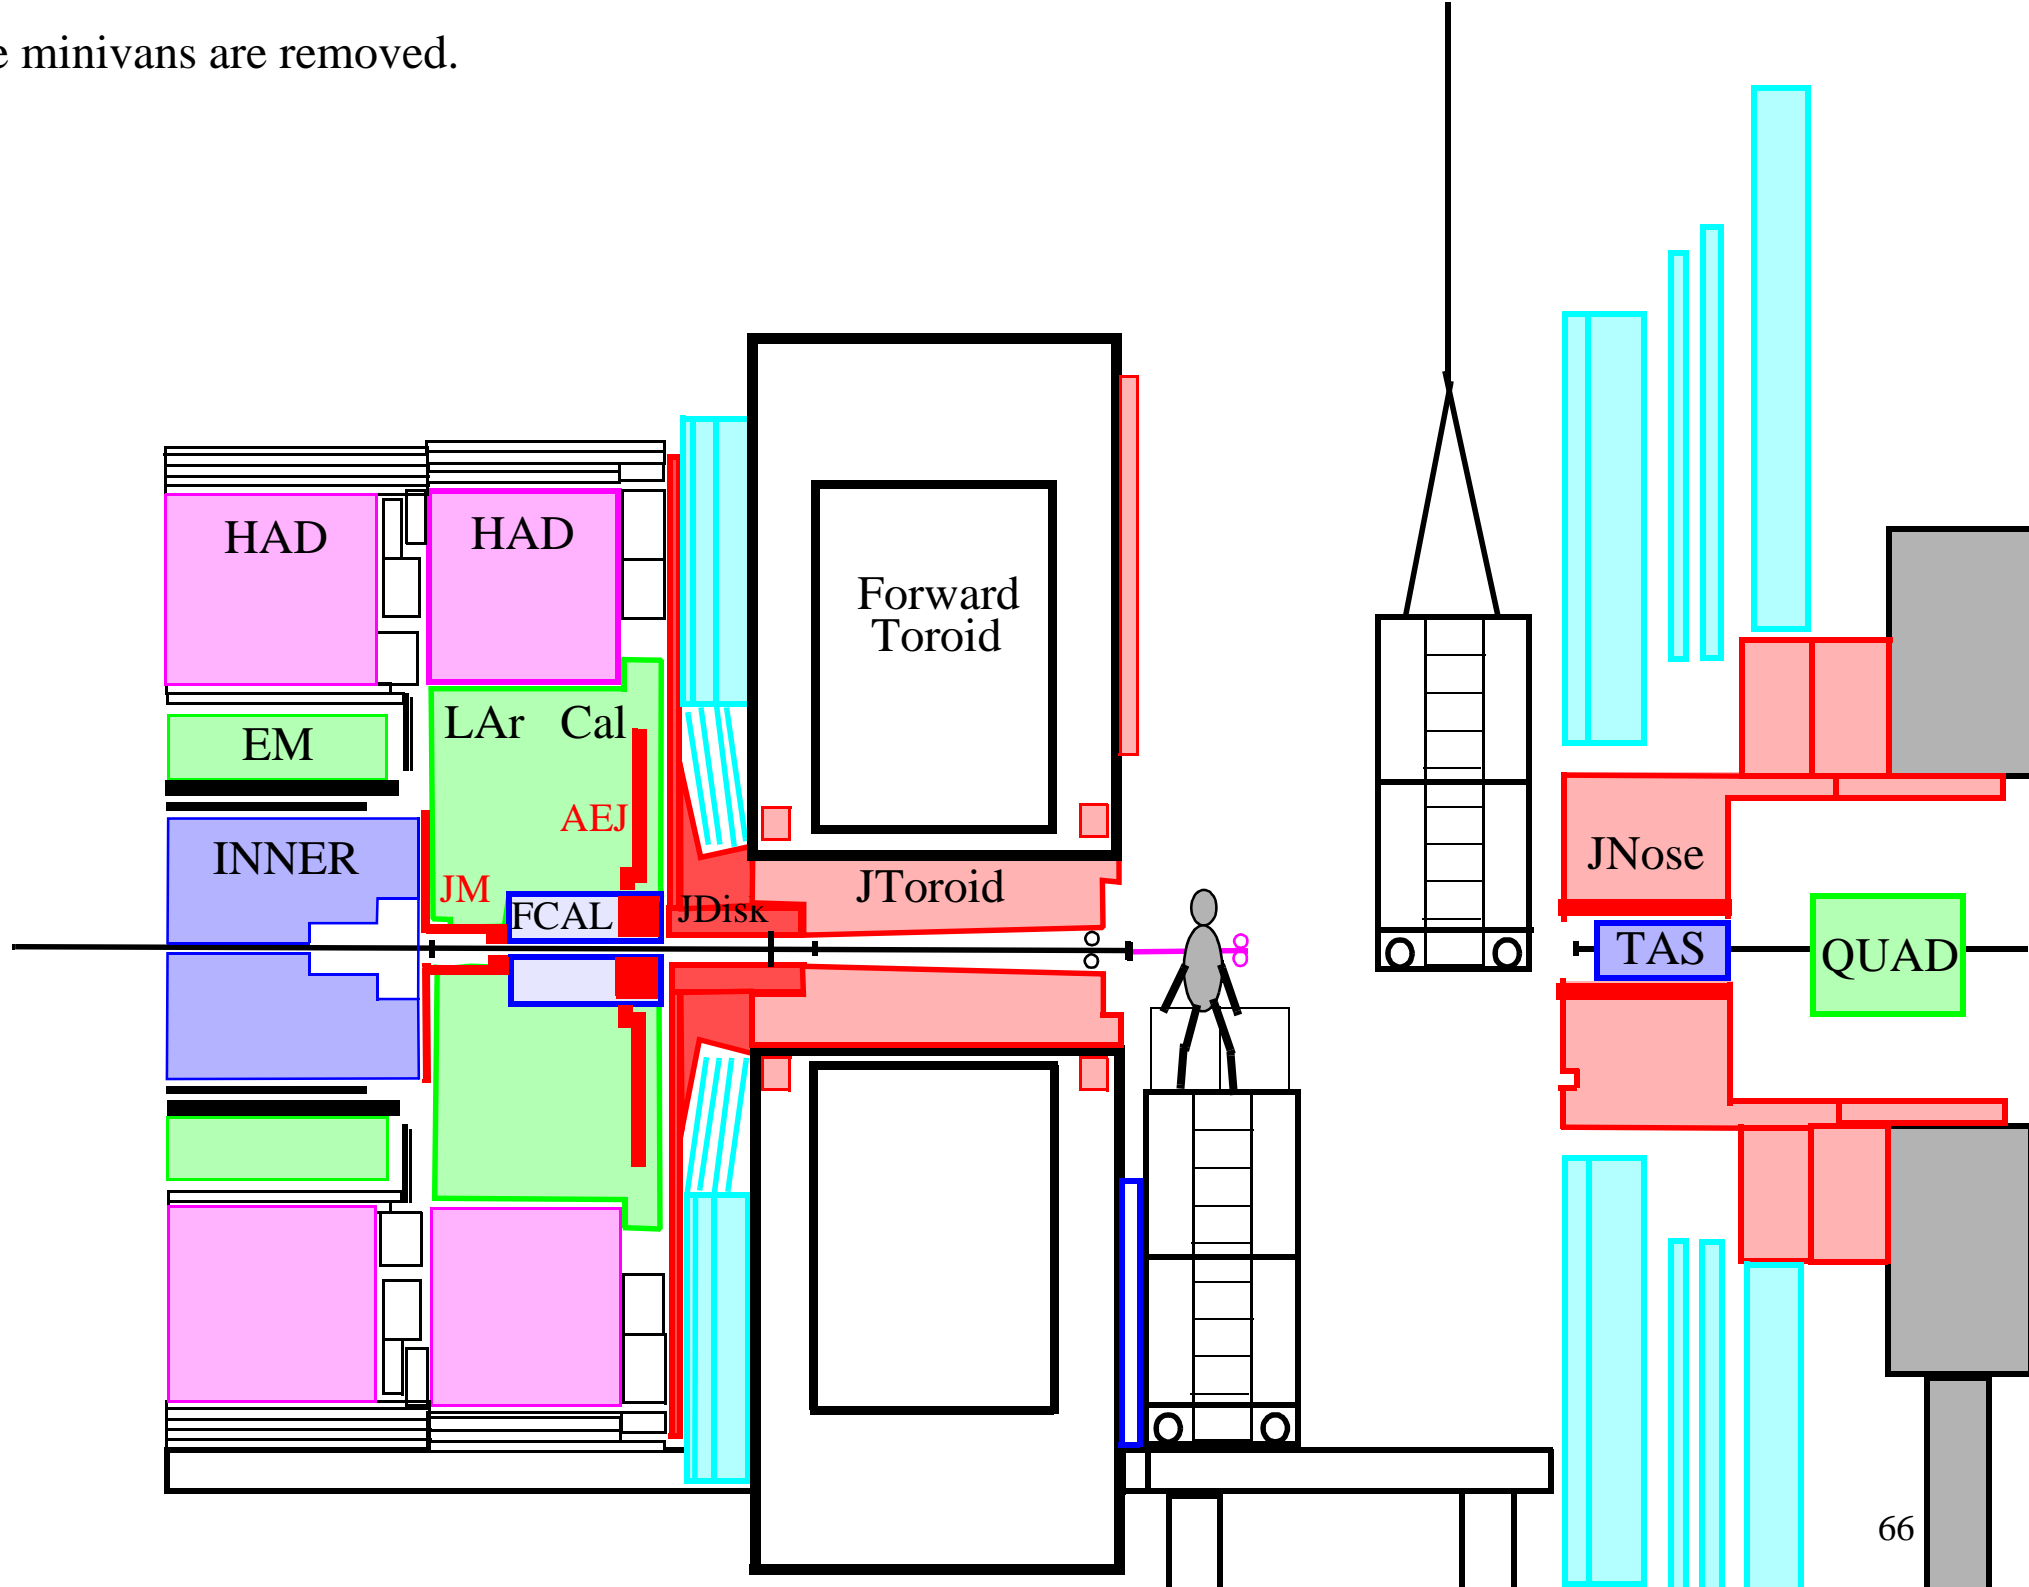 e minivans are removed.
HAD
HAD
Forward
Toroid
LAr Cal
EM
AEJ
INNER
JM
JToroid
JNose
FCAL
JDisk
TAS
QUAD
66